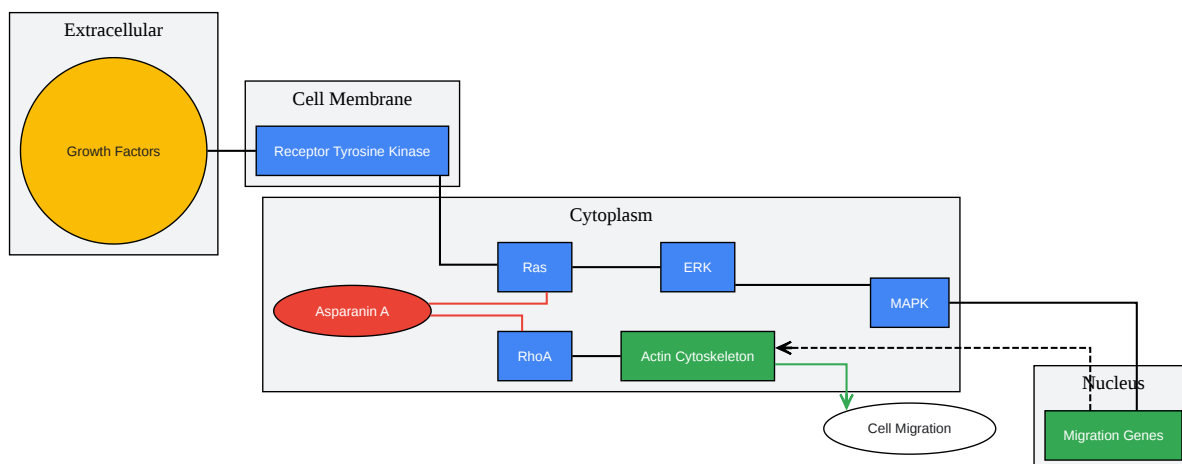 Extracellular
Growth Factors
Cell Membrane
Receptor Tyrosine Kinase
Cytoplasm
Ras
ERK
Asparanin A
MAPK
RhoA
Actin Cytoskeleton
Nucleus
Cell Migration
Migration Genes